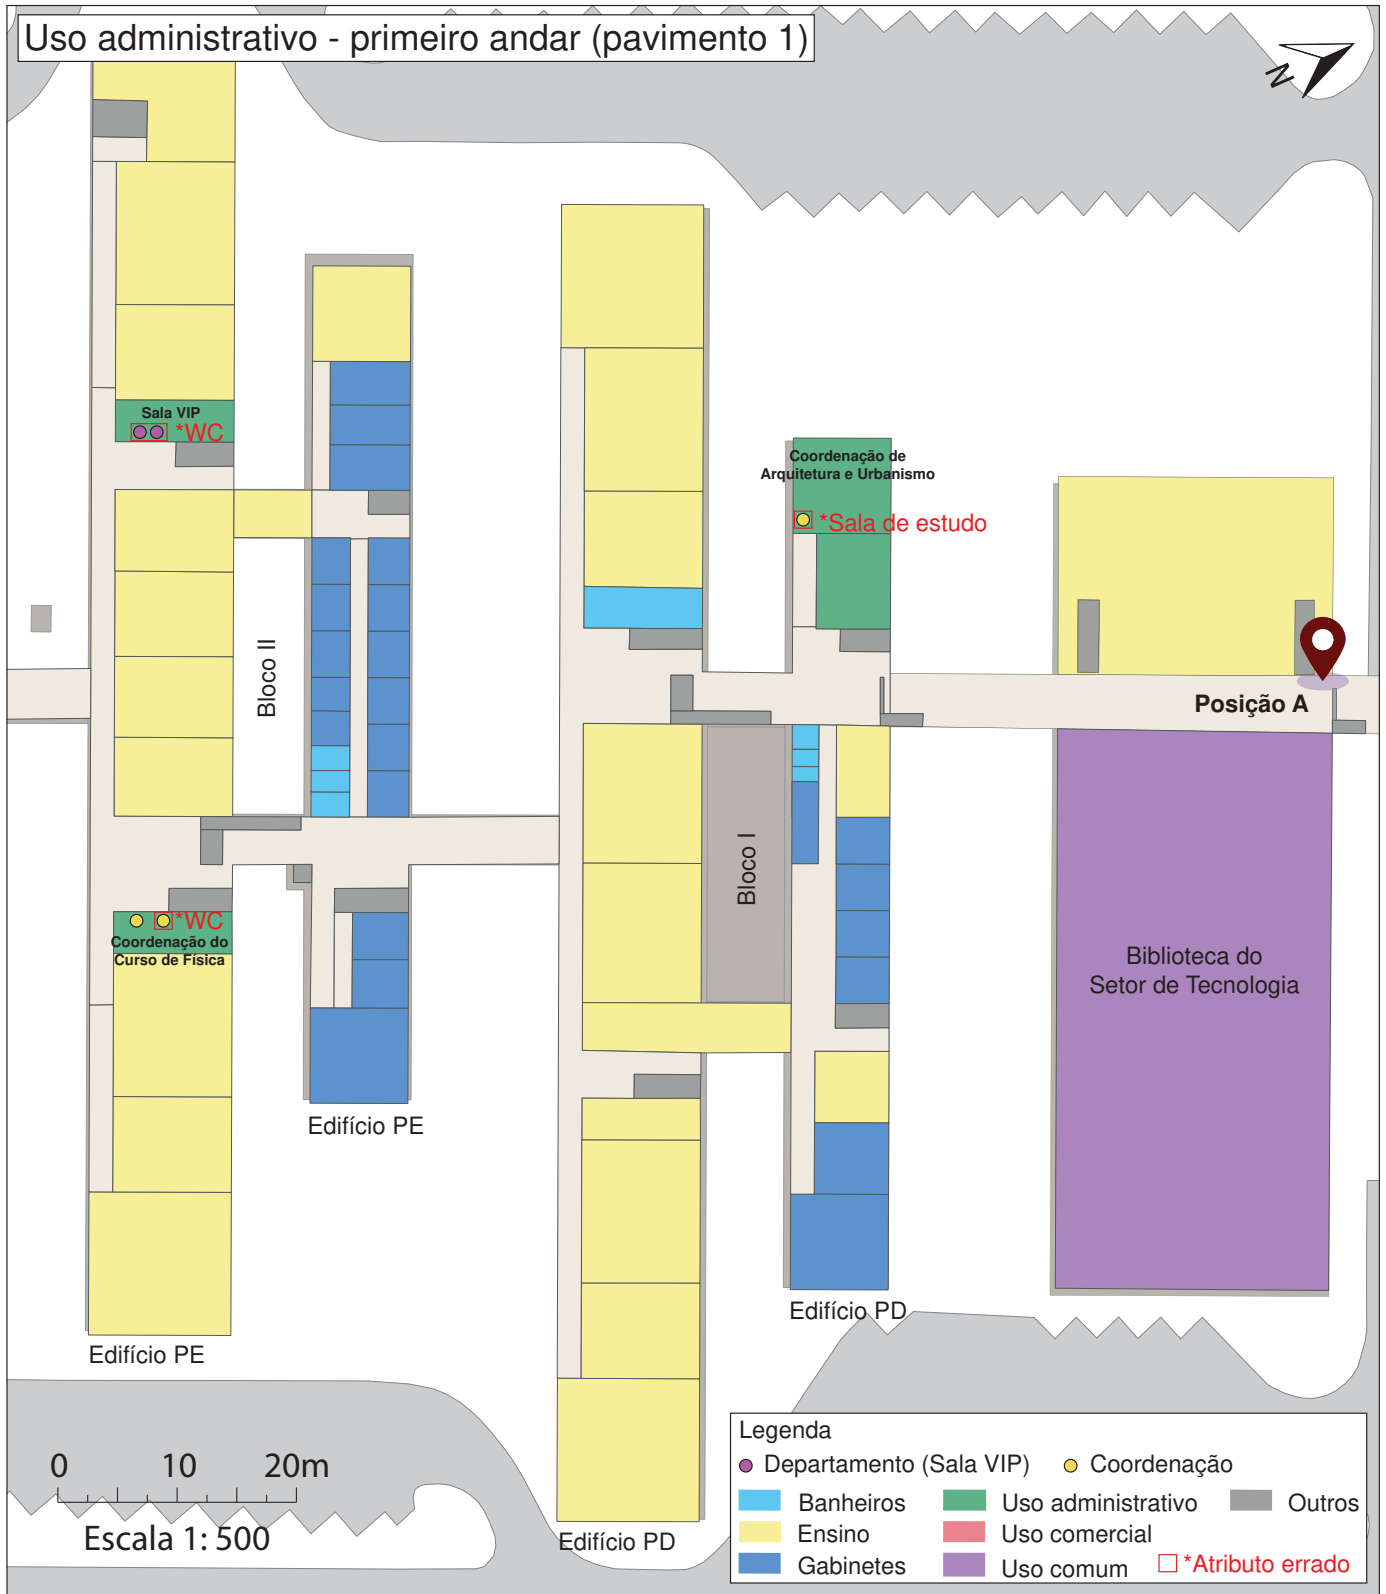 Uso administrativo - primeiro andar (pavimento 1)
N
Sala VIP
*WC
Coordenação de
Arquitetura e Urbanismo
*Sala de estudo
Bloco II
Posição A
Bloco I
*WC
Coordenação do
Curso de Física
Biblioteca do
Setor de Tecnologia
Edifício PE
Edifício PD
Edifício PE
Edifício PD
0 10 20m
Escala 1: 500
Legenda
Departamento (Sala VIP) Coordenação
Banheiros Uso administrativo Outros
Ensino Uso comercial
Gabinetes Uso comum *Atributo errado